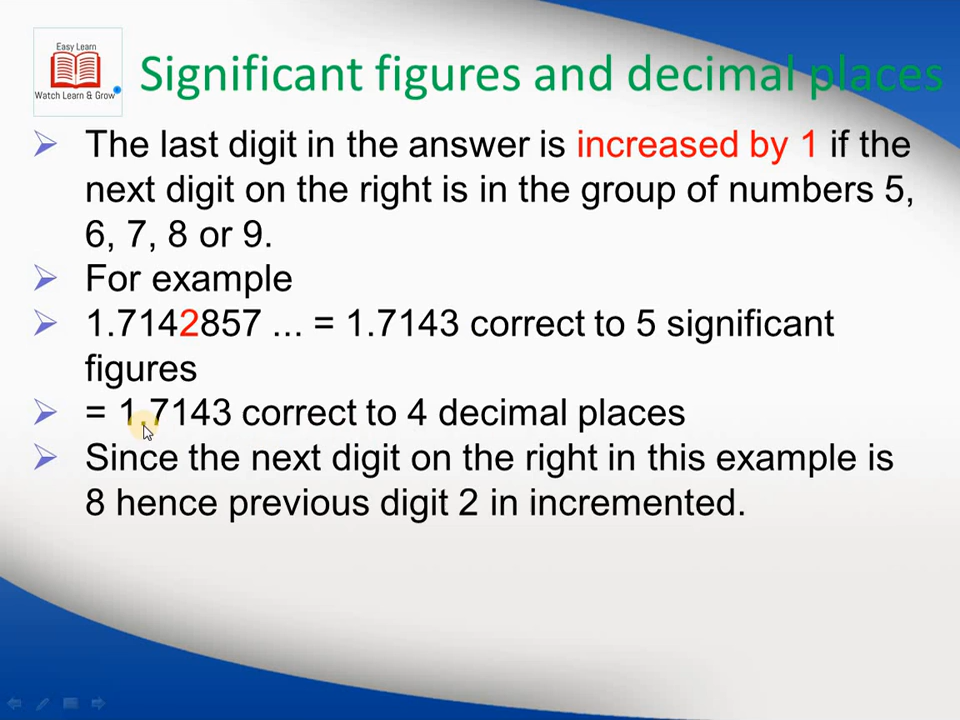 Easy Learn
Watch Learn & Grow
Significant figures and decimal places
The last digit in the answer is increased by 1 if the
next digit on the right is in the group of numbers 5,
6, 7, 8 or 9.
For example
1.7142857 ... = 1.7143 correct to 5 significant
figures
= 1.7143 correct to 4 decimal places
Since the next digit on the right in this example is
8 hence previous digit 2 in incremented.